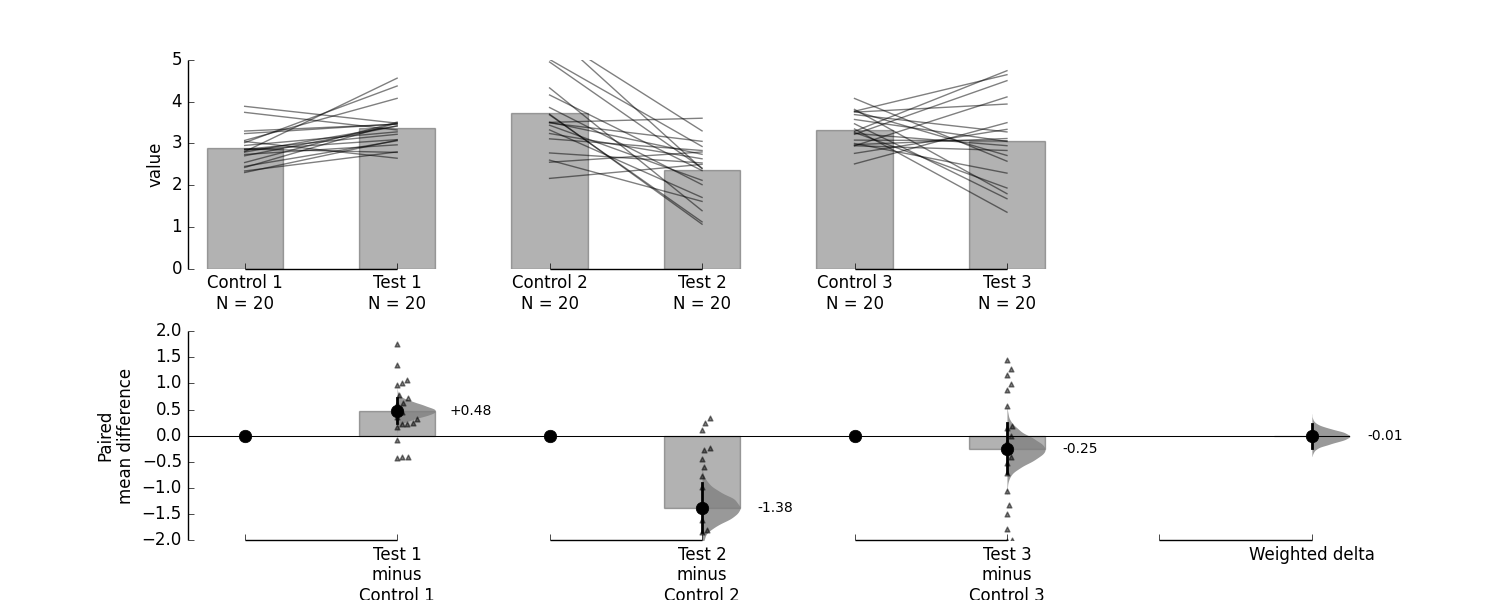 5
4
3
2
1
0
value
Control 1
N = 20
Test 1
N = 20
Control 2
N = 20
Test 2
N = 20
Control 3
N = 20
Test 3
N = 20
2.0
1.5
1.0
0.5
0.0
−0.5
−1.0
−1.5
−2.0
Paired
mean difference
+0.48
-1.38
-0.25
-0.01
Test 1
minus
Control 1
Test 2
minus
Control 2
Test 3
minus
Control 3
Weighted delta